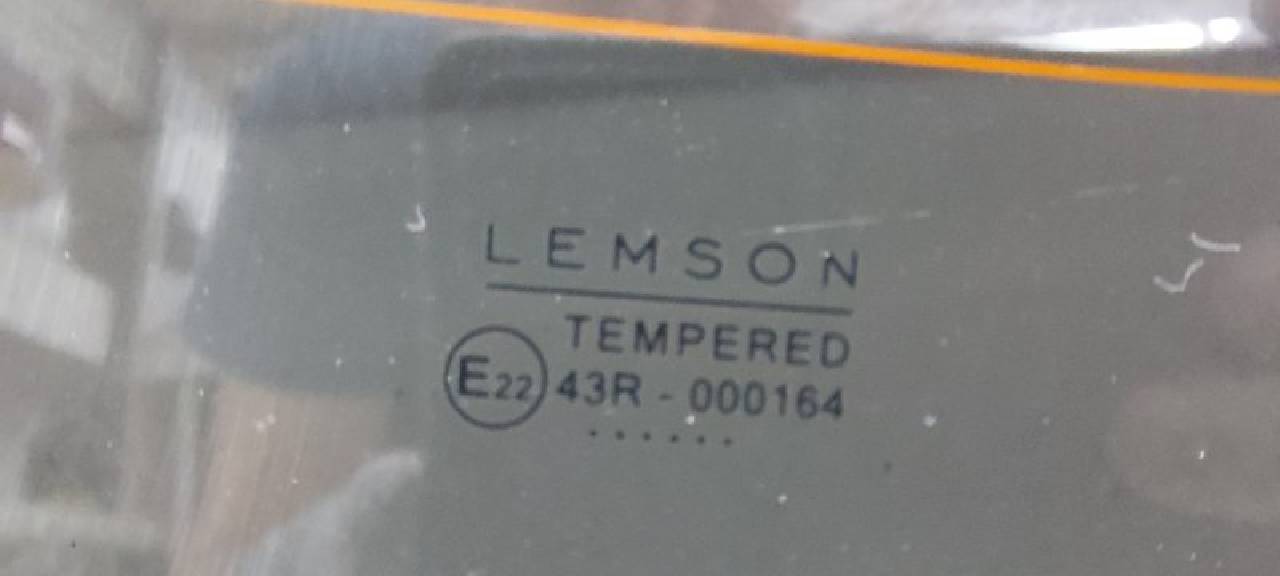 LEMSON
TEMPERED
E22 43R - 000164
......